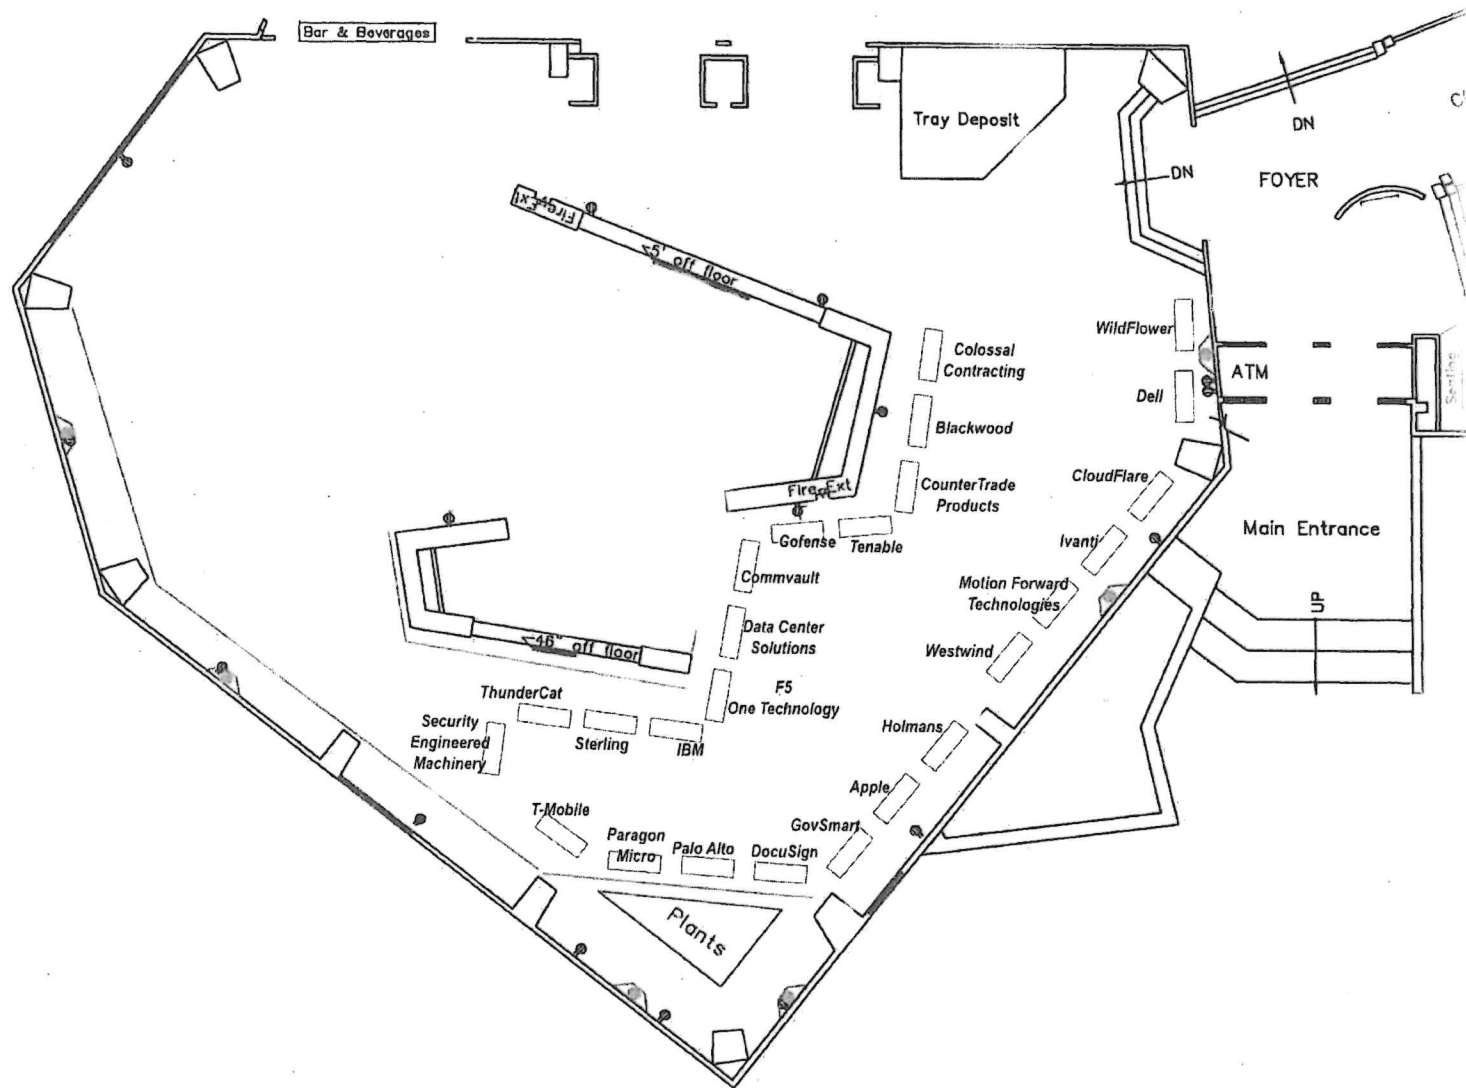 Bar & Beverages
Tray Deposit
DN
DN
FOYER
Fire
Ext
<5' off floor
WildFlower
Colossal
Contracting
ATM
Dell
Blackwood
CloudFlare
Fire Ext
CounterTrade
Products
Main Entrance
Gofense
Tenable
Ivanti
Commvault
Motion Forward
Technologies
UP
Data Center
Solutions
<46" off floor
Westwind
F5
One Technology
ThunderCat
Security
Engineered
Machinery
Sterling
IBM
Holmans
Apple
T-Mobile
GovSmart
Paragon
Micro
Palo Alto
DocuSign
Plants